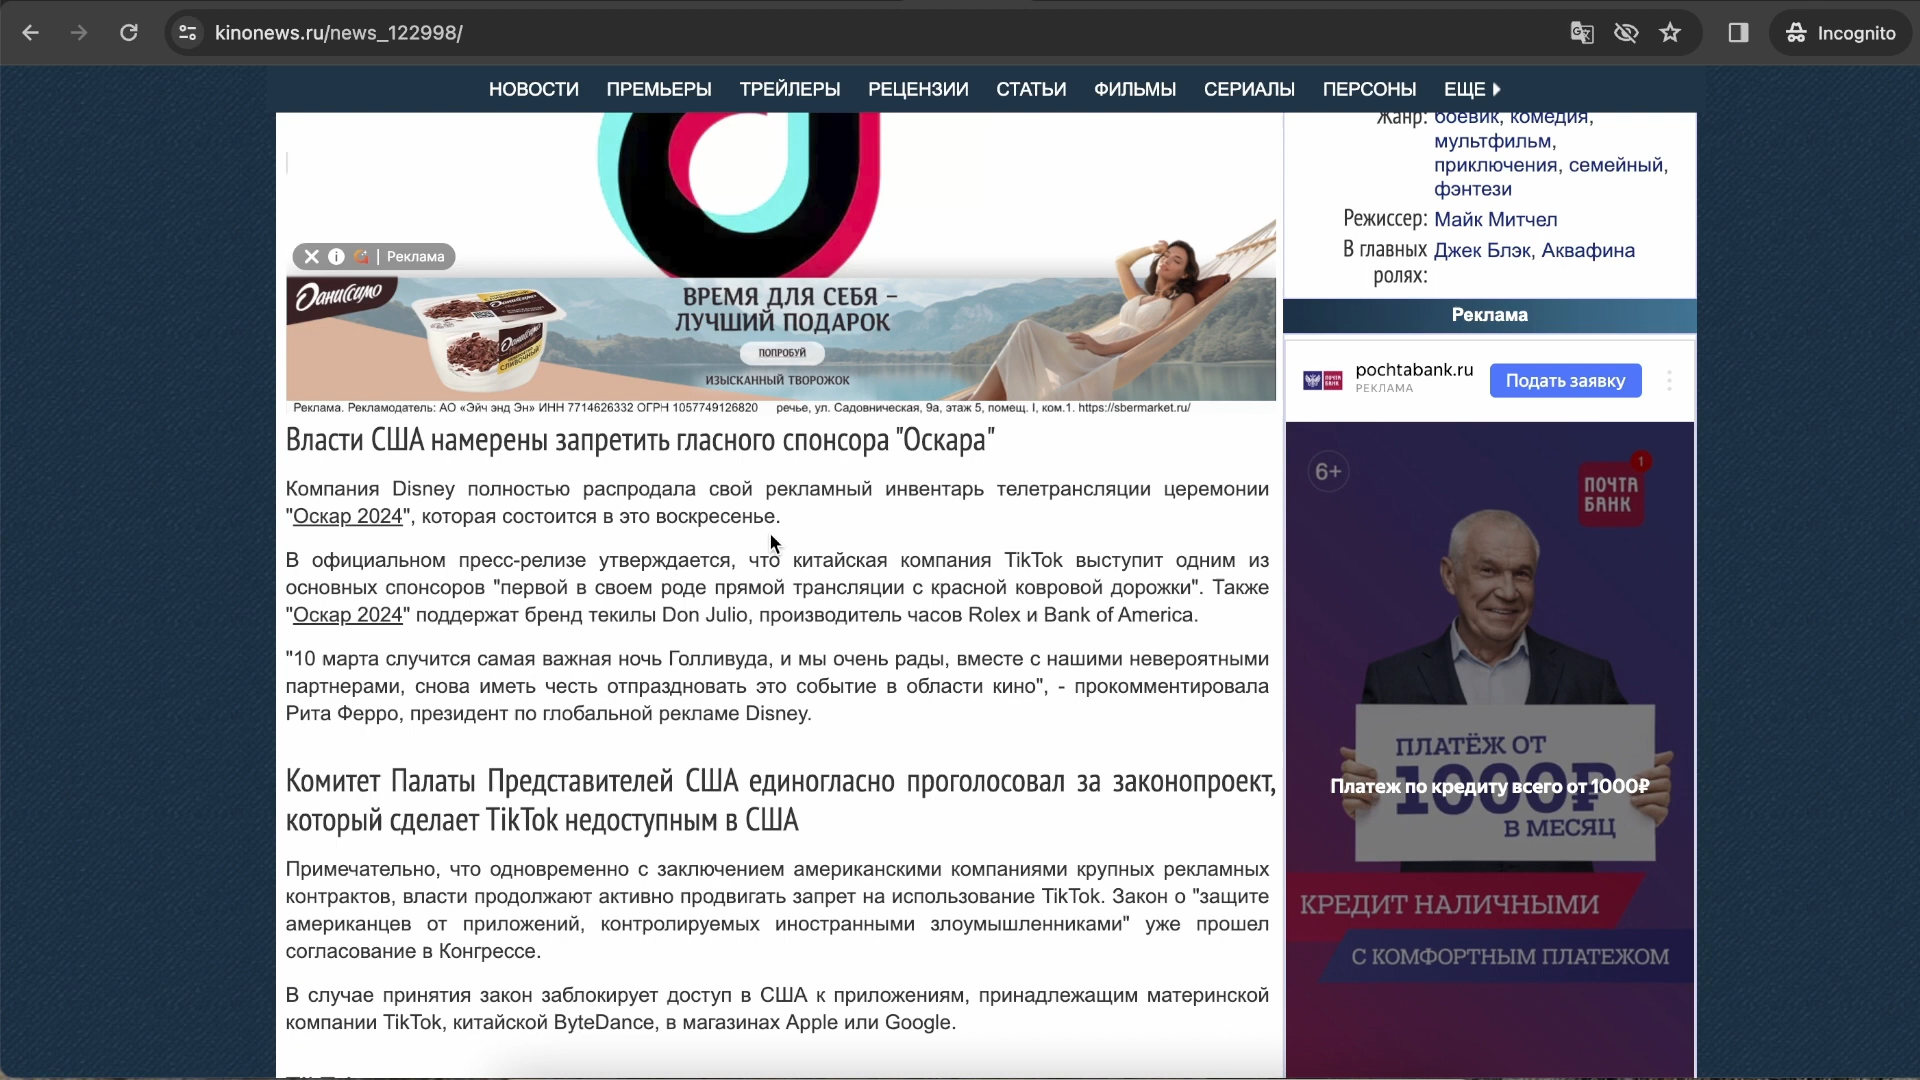 kinonews.ru/news_122998/
Incognito
НОВОСТИ ПРЕМЬЕРЫ ТРЕЙЛЕРЫ РЕЦЕНЗИИ СТАТЬИ ФИЛЬМЫ СЕРИАЛЫ ПЕРСОНЫ ЕЩЕ
Реклама
Даниссимо
ВРЕМЯ ДЛЯ СЕБЯ –
ЛУЧШИЙ ПОДАРОК
ПОПРОБУЙ
ИЗЫСКАННЫЙ ТВОРОЖОК
Даниссимо
СЛИВОЧНЫЙ
Реклама. Рекламодатель: АО «Эйч энд Эн» ИНН 7714626332 ОГРН 1057749126820 речье, ул. Садовническая, 9а, этаж 5, помещ. I, ком.1. https://sbermarket.ru/
Власти США намерены запретить гласного спонсора "Оскара"
Компания Disney полностью распродала свой рекламный инвентарь телетрансляции церемонии
"Оскар 2024", которая состоится в это воскресенье.
В официальном пресс-релизе утверждается, что китайская компания TikTok выступит одним из
основных спонсоров "первой в своем роде прямой трансляции с красной ковровой дорожки". Также
"Оскар 2024" поддержат бренд текилы Don Julio, производитель часов Rolex и Bank of America.
"10 марта случится самая важная ночь Голливуда, и мы очень рады, вместе с нашими невероятными
партнерами, снова иметь честь отпраздновать это событие в области кино", - прокомментировала
Рита Ферро, президент по глобальной рекламе Disney.
Комитет Палаты Представителей США единогласно проголосовал за законопроект,
который сделает TikTok недоступным в США
Примечательно, что одновременно с заключением американскими компаниями крупных рекламных
контрактов, власти продолжают активно продвигать запрет на использование TikTok. Закон о "защите
американцев от приложений, контролируемых иностранными злоумышленниками" уже прошел
согласование в Конгрессе.
В случае принятия закон заблокирует доступ в США к приложениям, принадлежащим материнской
компании TikTok, китайской ByteDance, в магазинах Apple или Google.
Жанр: боевик, комедия,
мультфильм,
приключения, семейный,
фэнтези
Режиссер: Майк Митчел
В главных ролях: Джек Блэк, Аквафина
Реклама
ПОЧТА БАНК
pochtabank.ru
РЕКЛАМА
Подать заявку
6+
1
ПОЧТА
БАНК
ПЛАТЁЖ ОТ
1000₽
Платеж по кредиту всего от 1000₽
В МЕСЯЦ
КРЕДИТ НАЛИЧНЫМИ
С КОМФОРТНЫМ ПЛАТЕЖОМ